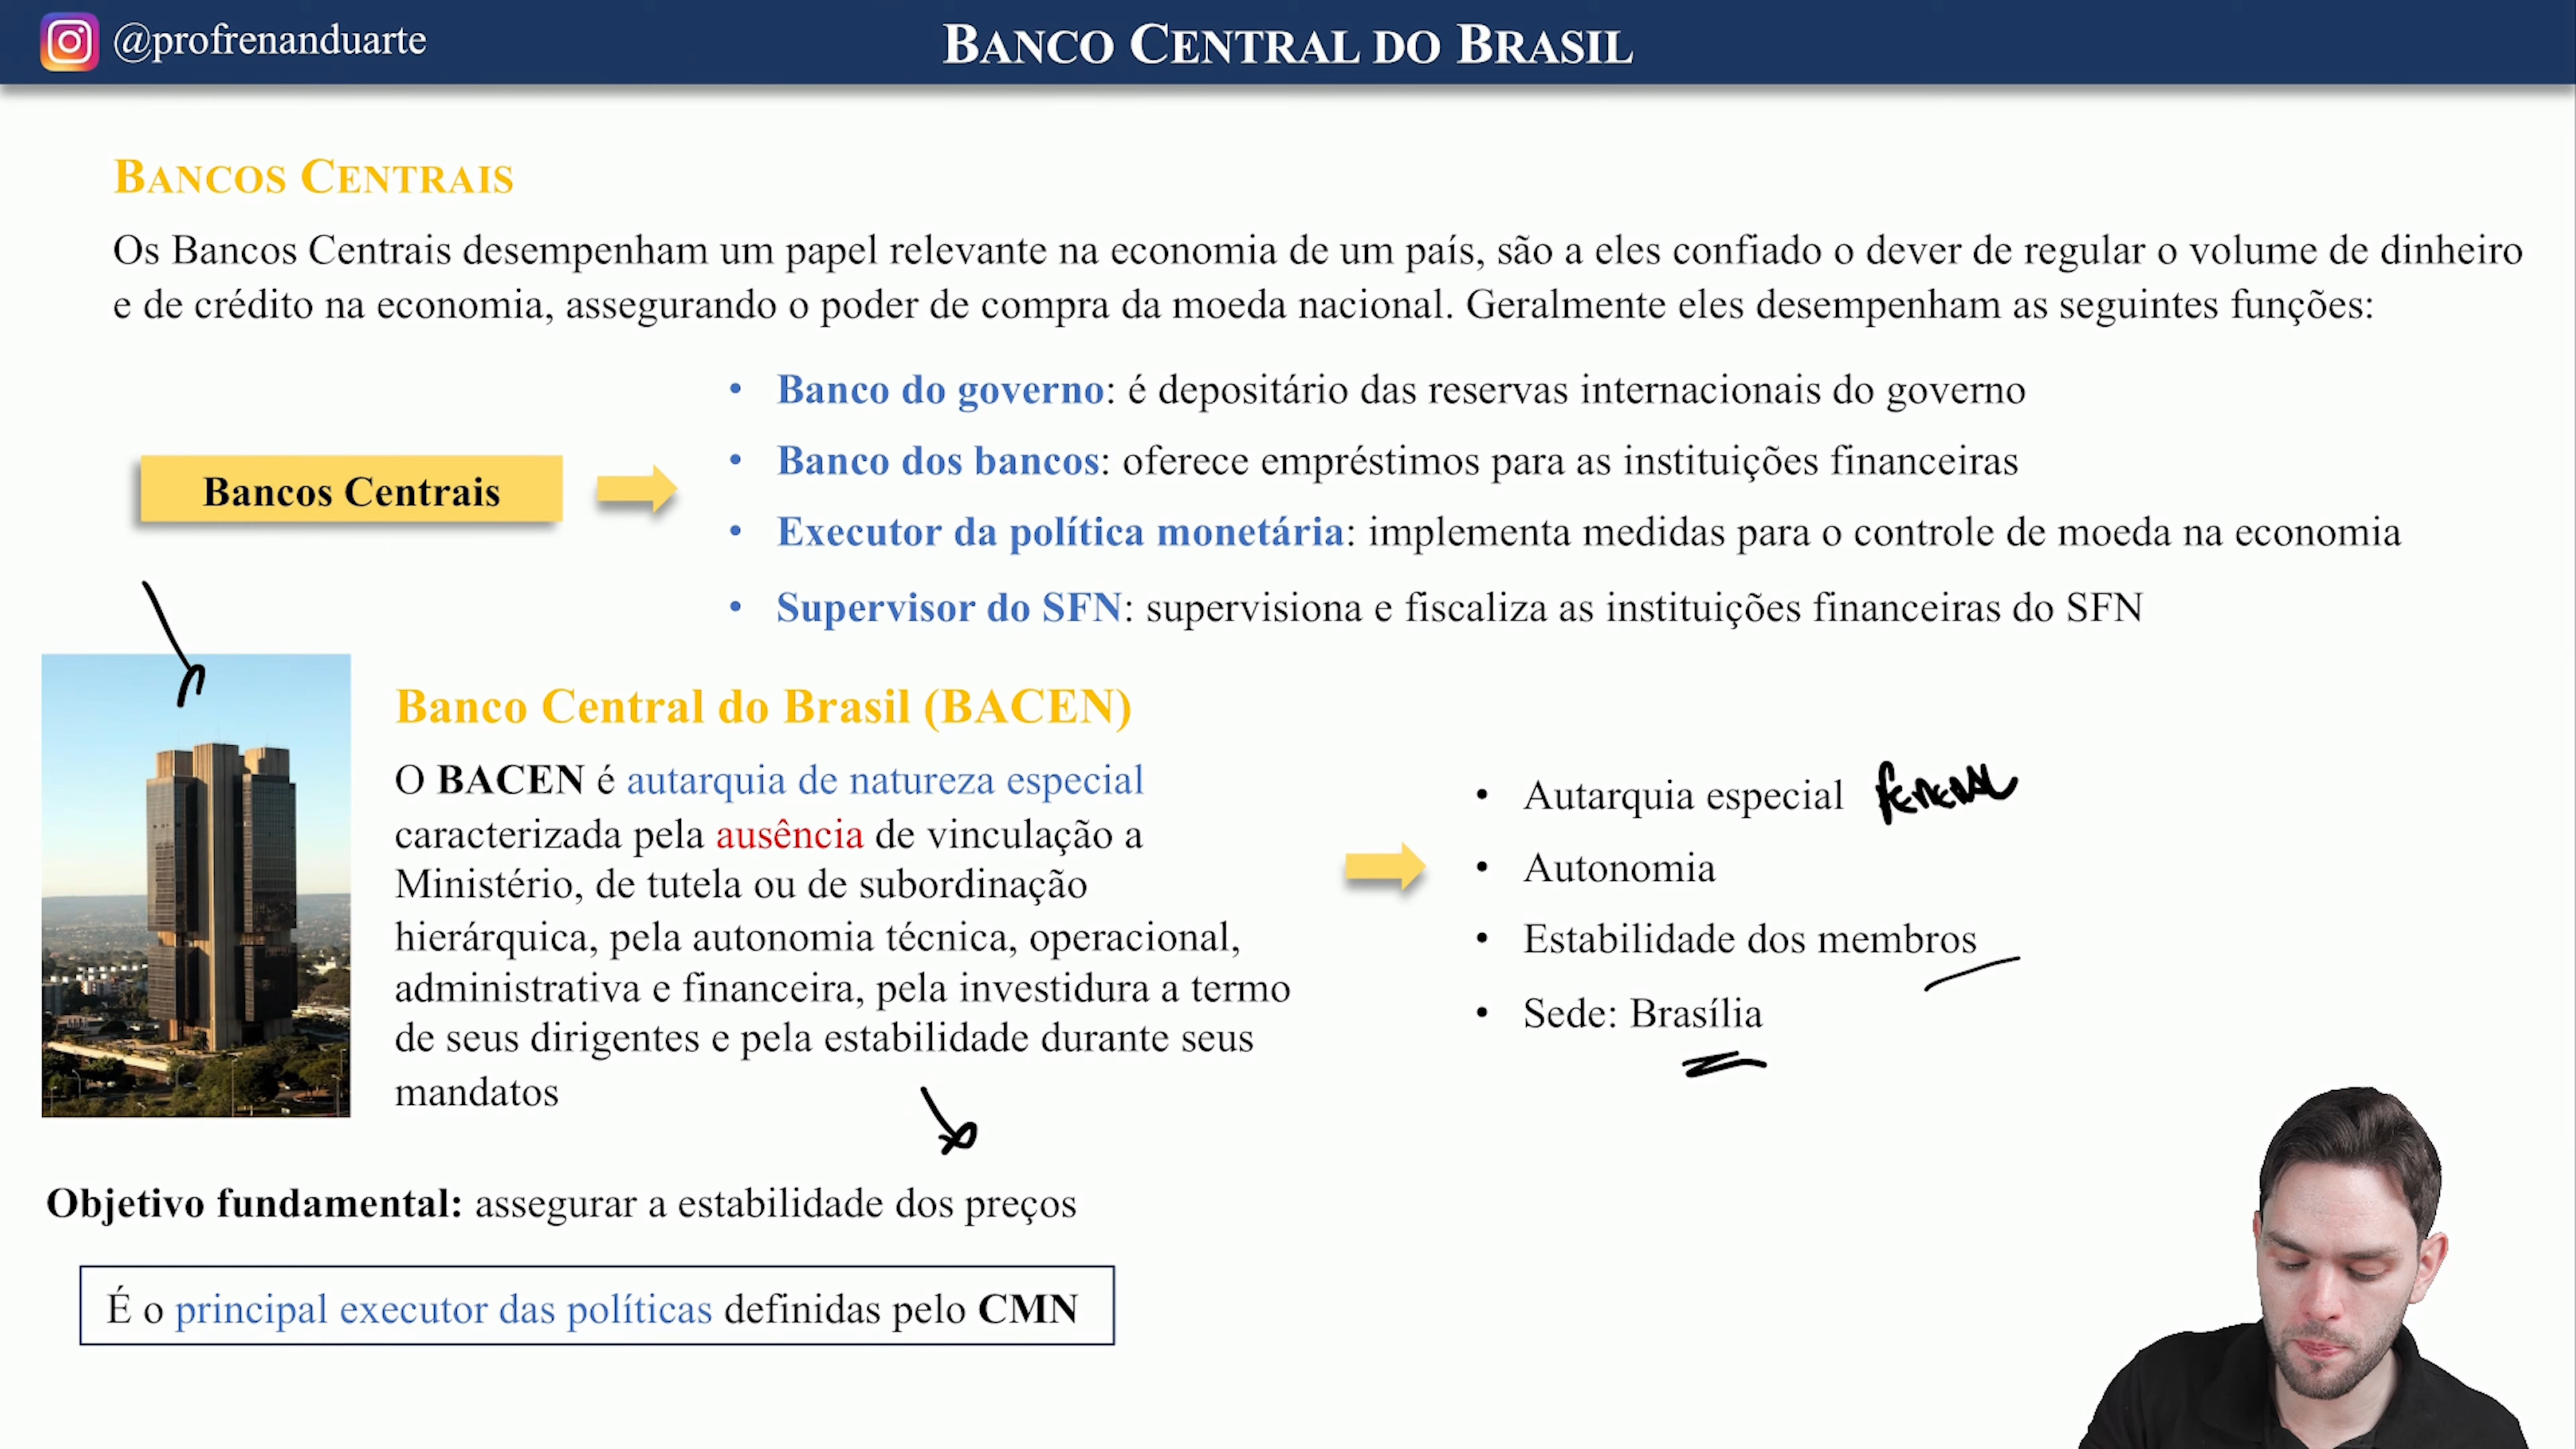 @profrenanduarte
BANCO CENTRAL DO BRASIL
BANCOS CENTRAIS
Os Bancos Centrais desempenham um papel relevante na economia de um país, são a eles confiado o dever de regular o volume de dinheiro
e de crédito na economia, assegurando o poder de compra da moeda nacional. Geralmente eles desempenham as seguintes funções:
Bancos Centrais
• Banco do governo: é depositário das reservas internacionais do governo
• Banco dos bancos: oferece empréstimos para as instituições financeiras
• Executor da política monetária: implementa medidas para o controle de moeda na economia
• Supervisor do SFN: supervisiona e fiscaliza as instituições financeiras do SFN
Banco Central do Brasil (BACEN)
O BACEN é autarquia de natureza especial
caracterizada pela ausência de vinculação a
Ministério, de tutela ou de subordinação
hierárquica, pela autonomia técnica, operacional,
administrativa e financeira, pela investidura a termo
de seus dirigentes e pela estabilidade durante seus
mandatos
• Autarquia especial FEDERAL
• Autonomia
• Estabilidade dos membros
• Sede: Brasília
Objetivo fundamental: assegurar a estabilidade dos preços
É o principal executor das políticas definidas pelo CMN